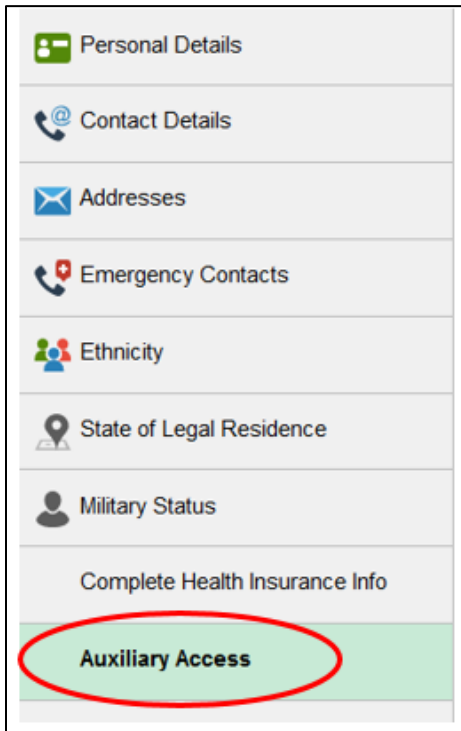 Personal Details
Contact Details
Addresses
Emergency Contacts
Ethnicity
State of Legal Residence
Military Status
Complete Health Insurance Info
Auxiliary Access